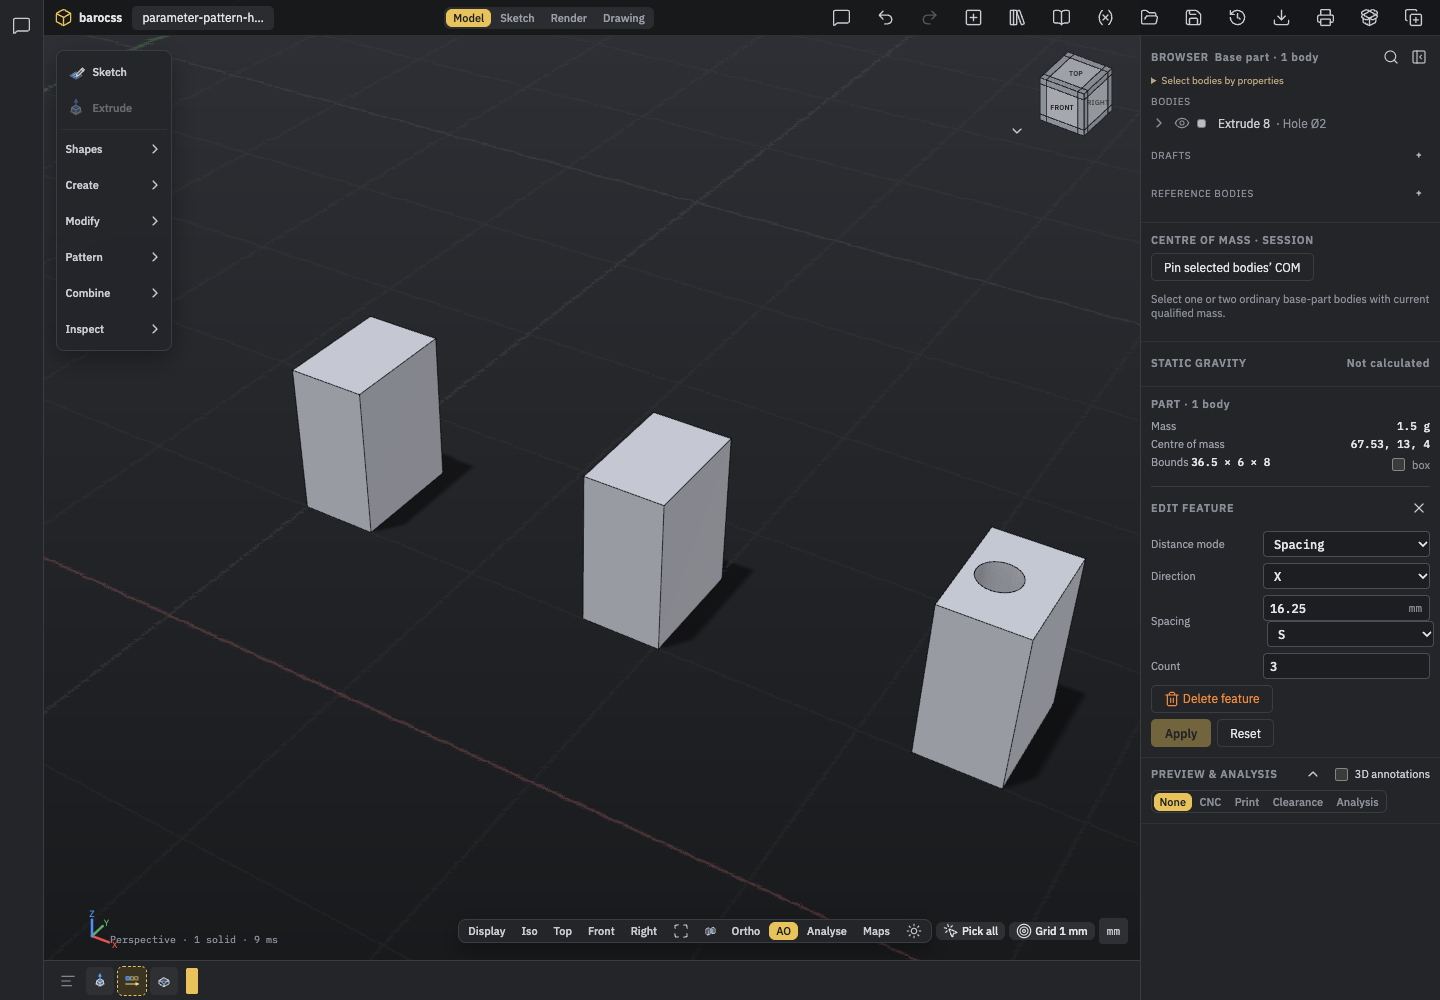 barocss
parameter-pattern-h...
Model
Sketch
Render
Drawing
Sketch
Extrude
Shapes
Create
Modify
Pattern
Combine
Inspect
TOP
FRONT
RIGHT
BROWSER Base part · 1 body
Select bodies by properties
BODIES
Extrude 8 · Hole Ø2
DRAFTS
REFERENCE BODIES
CENTRE OF MASS · SESSION
Pin selected bodies’ COM
Select one or two ordinary base-part bodies with current
qualified mass.
STATIC GRAVITY Not calculated
PART · 1 body
Mass 1.5 g
Centre of mass 67.53, 13, 4
Bounds 36.5 × 6 × 8 box
EDIT FEATURE
Distance mode Spacing
Direction X
Spacing 16.25 mm
S
Count 3
Delete feature
Apply Reset
PREVIEW & ANALYSIS 3D annotations
None CNC Print Clearance Analysis
Z
Y
X
Perspective · 1 solid · 9 ms
Display Iso Top Front Right Ortho AO Analyse Maps Pick all Grid 1 mm mm